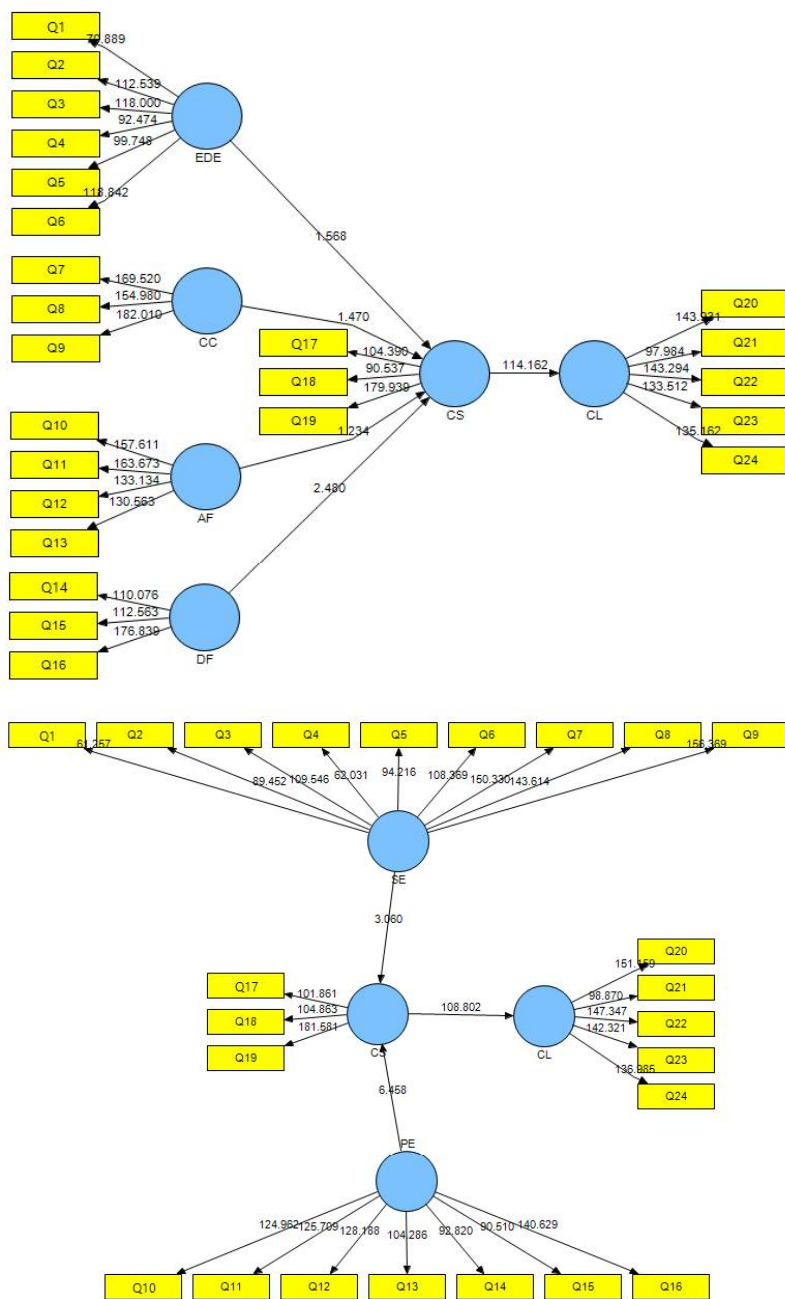 Q1
79.889
Q2
112.539
Q3
118.000
92.474
Q4
99.748
EDE
Q5
118.842
Q6
1.568
Q7
169.520
Q8
154.980
182.010
Q9
CC
1.470
Q17
104.390
Q18
90.537
179.939
Q19
CS
114.162
CL
Q20
143.931
Q21
97.984
143.294
Q22
133.512
Q23
135.162
Q24
Q10
157.611
Q11
163.673
133.134
Q12
130.563
Q13
AF
1.234
2.480
Q14
110.076
Q15
112.563
176.839
Q16
DF
Q1 Q2 Q3 Q4 Q5 Q6 Q7 Q8 Q9
61.257 89.452 109.546 62.031 94.216 108.369 150.330 143.614 156.369
SE
3.060
Q17
101.861
Q18
104.863
181.581
Q19
CS
108.802
CL
Q20
151.159
Q21
98.870
147.347
Q22
142.321
Q23
136.985
Q24
6.458
PE
124.962 125.709 128.188 104.286 92.820 90.510 140.629
Q10 Q11 Q12 Q13 Q14 Q15 Q16